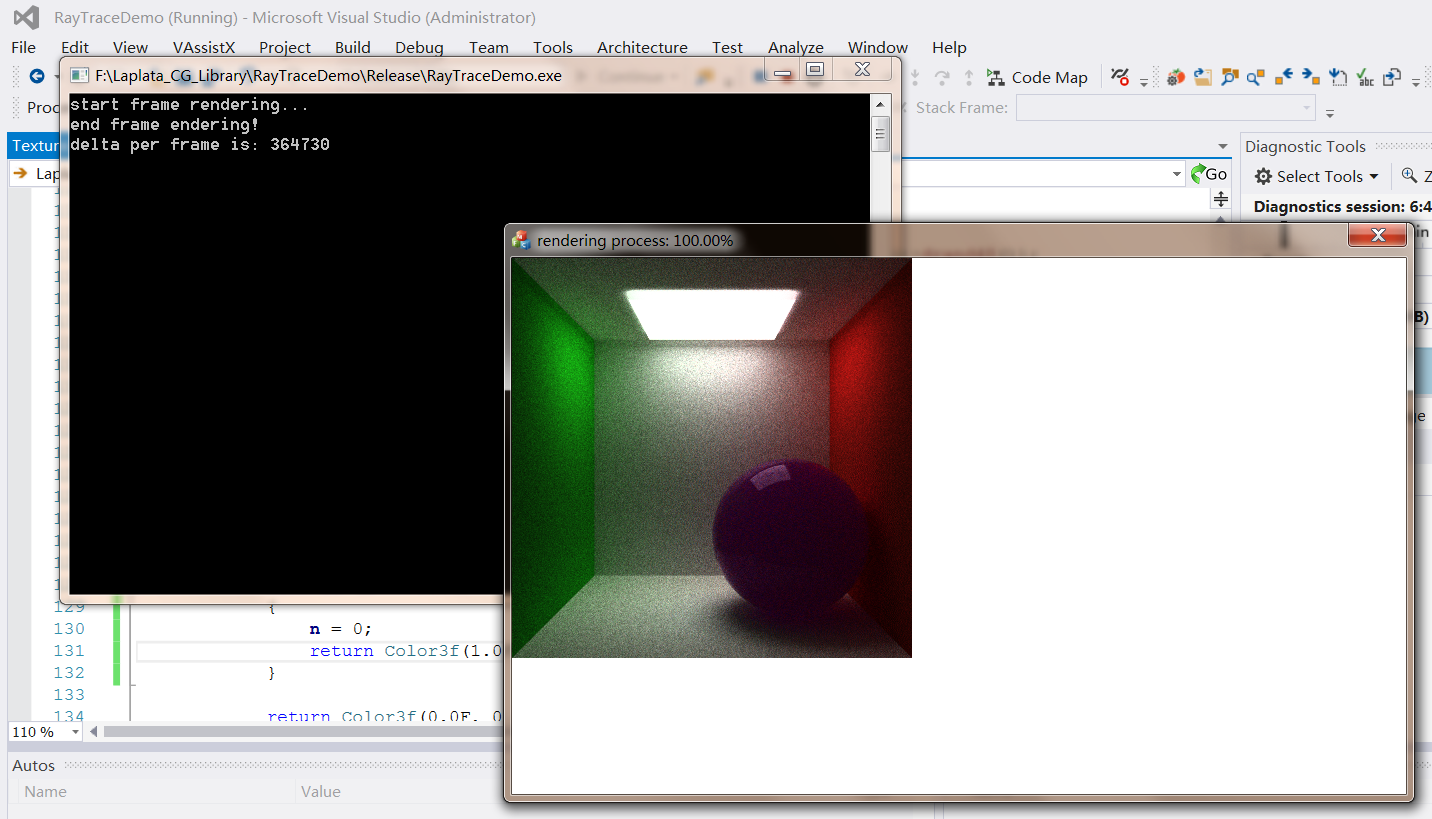 RayTraceDemo (Running) - Microsoft Visual Studio (Administrator)
File Edit View VAssistX Project Build Debug Team Tools Architecture Test Analyze Window Help
F:\Laplata_CG_Library\RayTraceDemo\Release\RayTraceDemo.exe
Code Map
Proc
Stack Frame:
start frame rendering...
end frame endering!
delta per frame is: 364730
Textur
Diagnostic Tools
Lap
Go
Select Tools
Z
Diagnostics session: 6:4
rendering process: 100.00%
in
B)
ge
129 {
130 n = 0;
131 return Color3f(1.0
132 }
133
134 return Color3f(0.0F, 0
110 %
Autos
Name Value